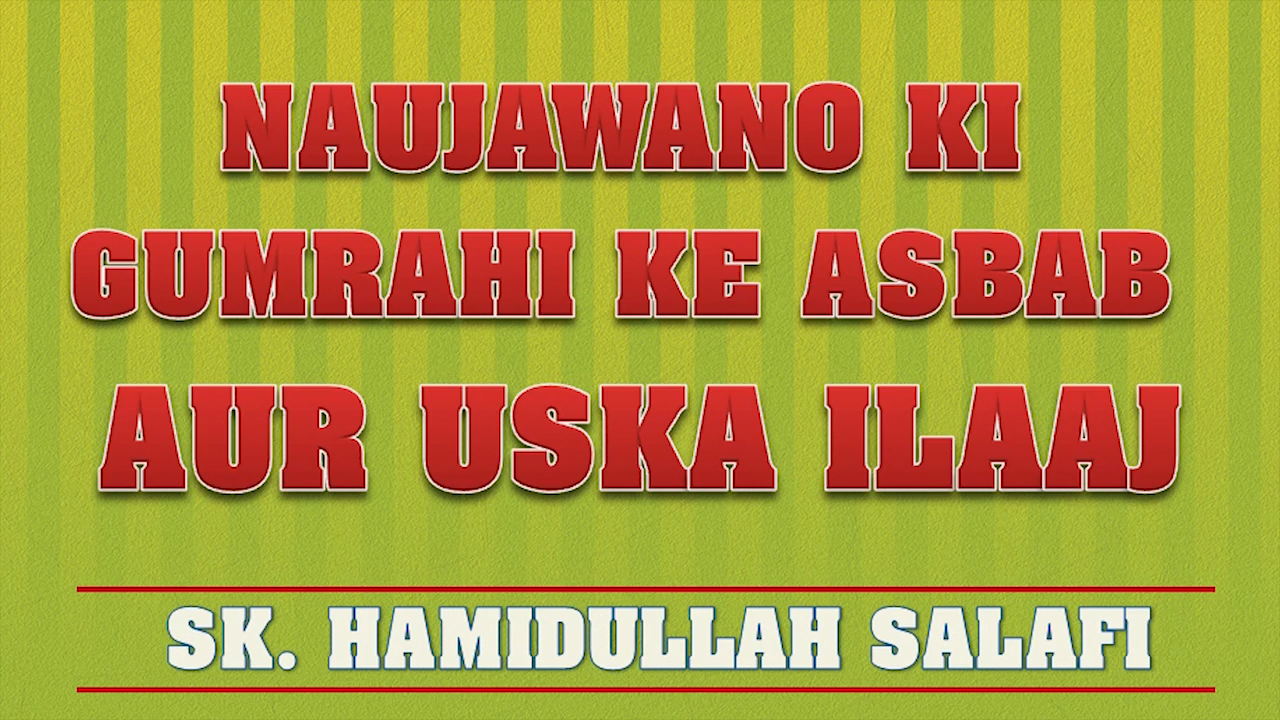 NAUJAWANO KI
GUMRAHI KE ASBAB
AUR USKA ILAAJ
SK. HAMIDULLAH SALAFI